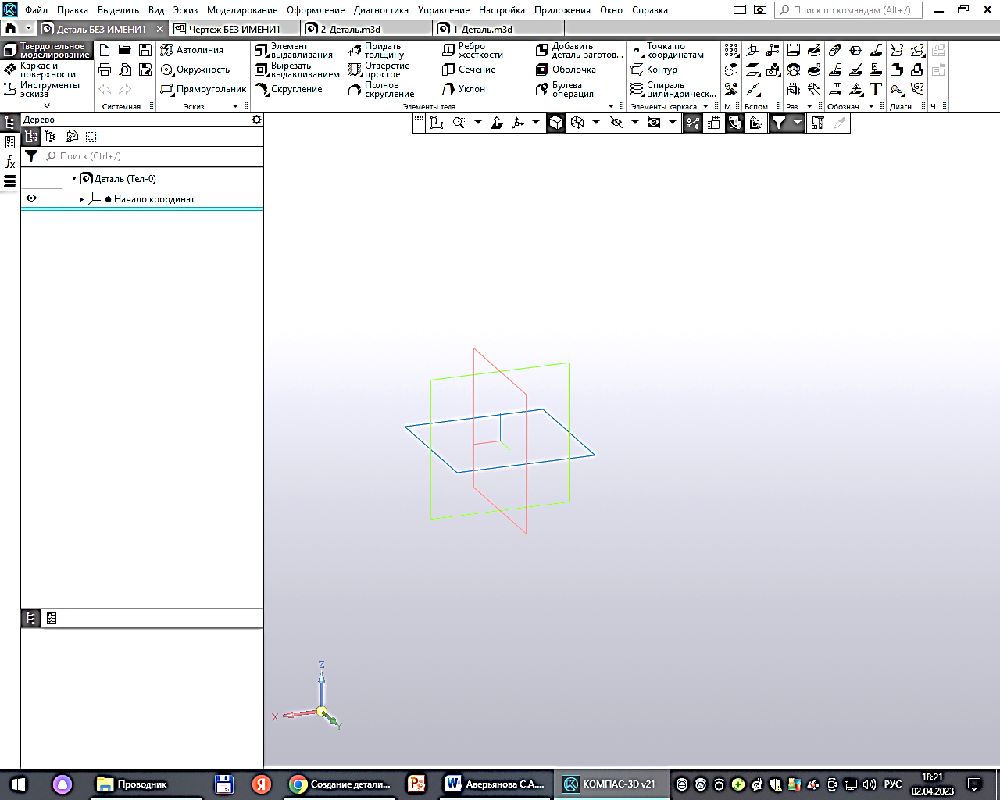 Файл Правка Выделить Вид Эскиз Моделирование Оформление Диагностика Управление Настройка Приложения Окно Справка Поиск по командам (Alt+/)
Деталь БЕЗ ИМЕНИ1 Чертеж БЕЗ ИМЕНИ1 2_Деталь.m3d 1_Деталь.m3d
Твердотельное моделирование
Каркас и поверхности
Инструменты эскиза
Системная
Автолиния
Окружность
Прямоугольник
Эскиз
Элемент выдавливания
Вырезать выдавливанием
Скругление
Придать толщину
Отверстие простое
Полное скругление
Ребро жесткости
Сечение
Уклон
Добавить деталь-заготов...
Оболочка
Булева операция
Элементы тела
Точка по координатам
Контур
Спираль цилиндрическ...
Элементы каркаса
М.
Вспом...
Раз...
Обознач...
Диагн...
Ч.
Дерево
fx
Поиск (Ctrl+/)
Деталь (Тел-0)
Начало координат
Z
X
Y
Проводник
Создание детали...
Аверьянова С.А....
КОМПАС-3D v21
РУС
18:21
02.04.2023